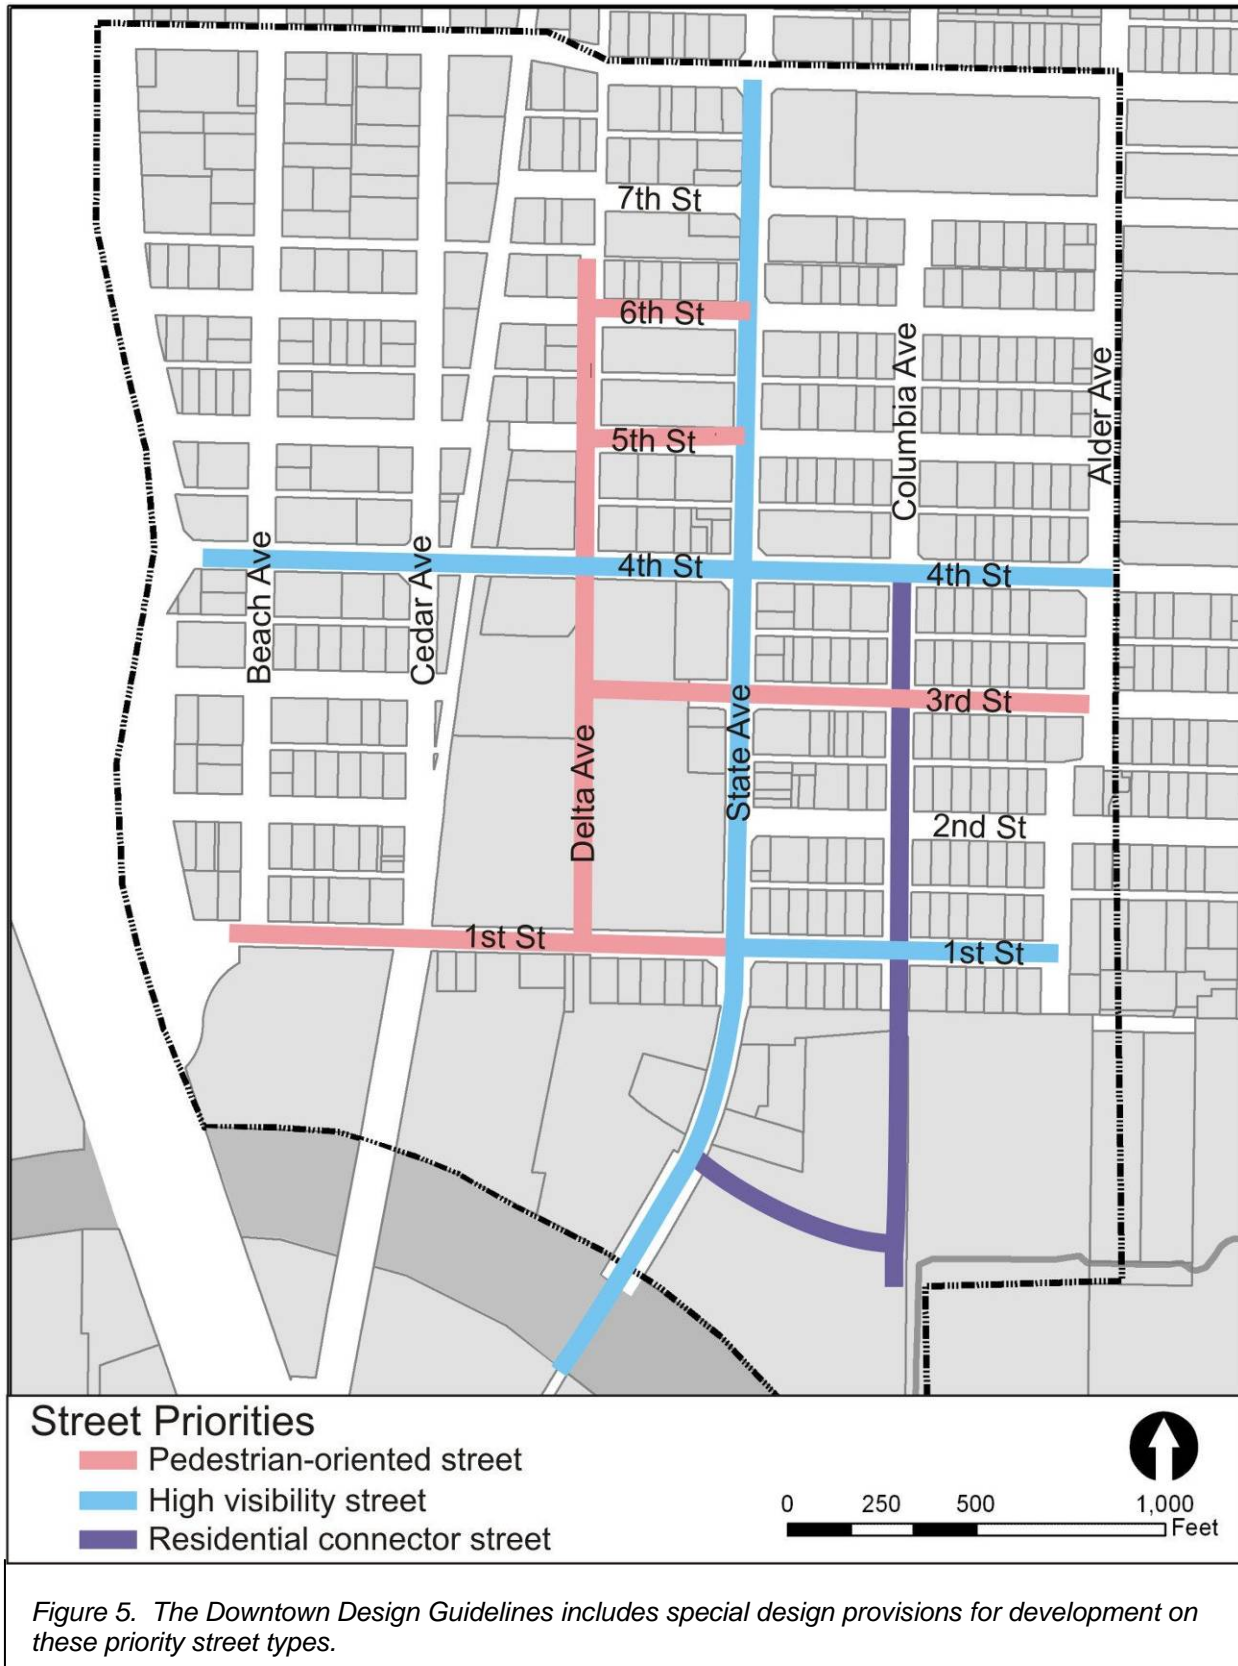 7th St
6th St
5th St
Columbia Ave
Alder Ave
4th St
4th St
Beach Ave
Cedar Ave
3rd St
State Ave
Delta Ave
2nd St
1st St
1st St
Street Priorities
Pedestrian-oriented street
High visibility street
Residential connector street
0 250 500 1,000
Feet
Figure 5. The Downtown Design Guidelines includes special design provisions for development on
these priority street types.